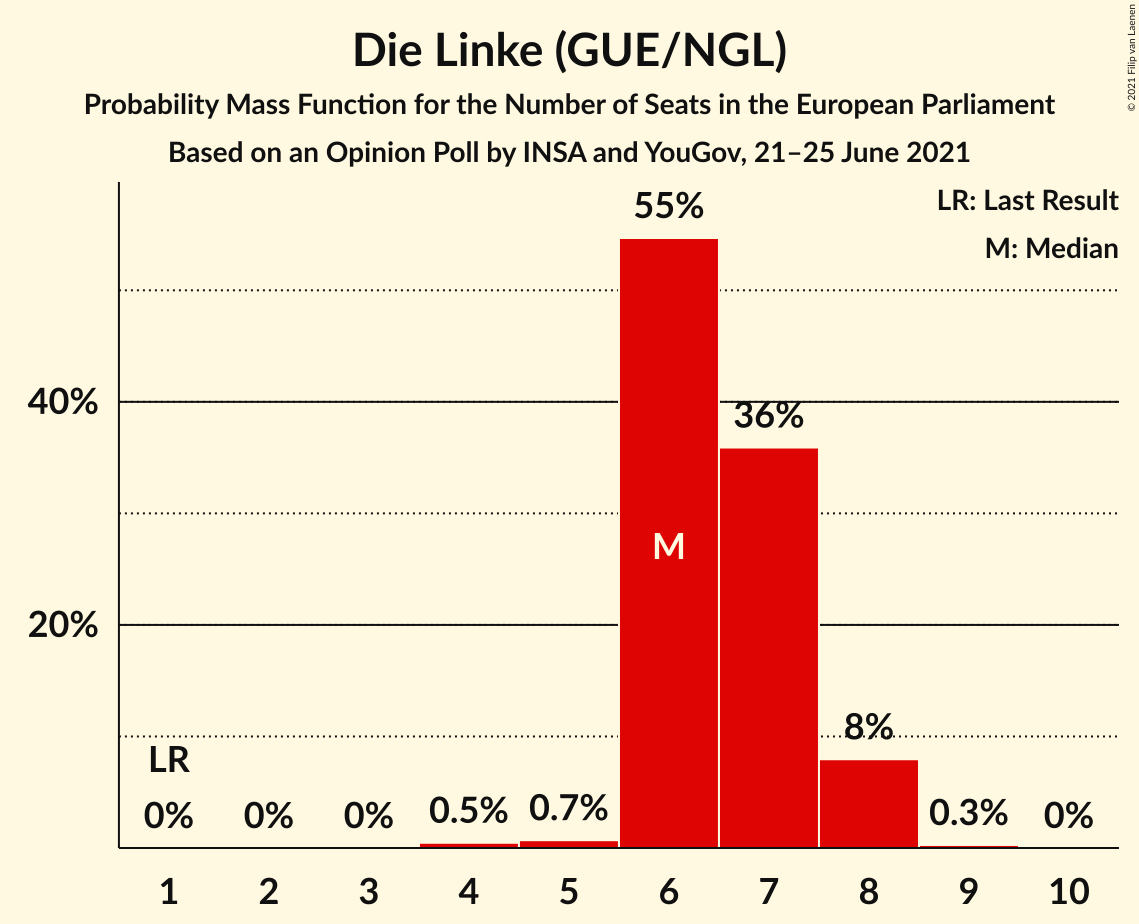 Die Linke (GUE/NGL)
Probability Mass Function for the Number of Seats in the European Parliament
Based on an Opinion Poll by INSA and YouGov, 21–25 June 2021
© 2021 Filip van Laenen
LR: Last Result
M: Median
55%
40%
36%
M
20%
8%
LR
0%
0%
0%
0.5%
0.7%
0.3%
0%
1
2
3
4
5
6
7
8
9
10